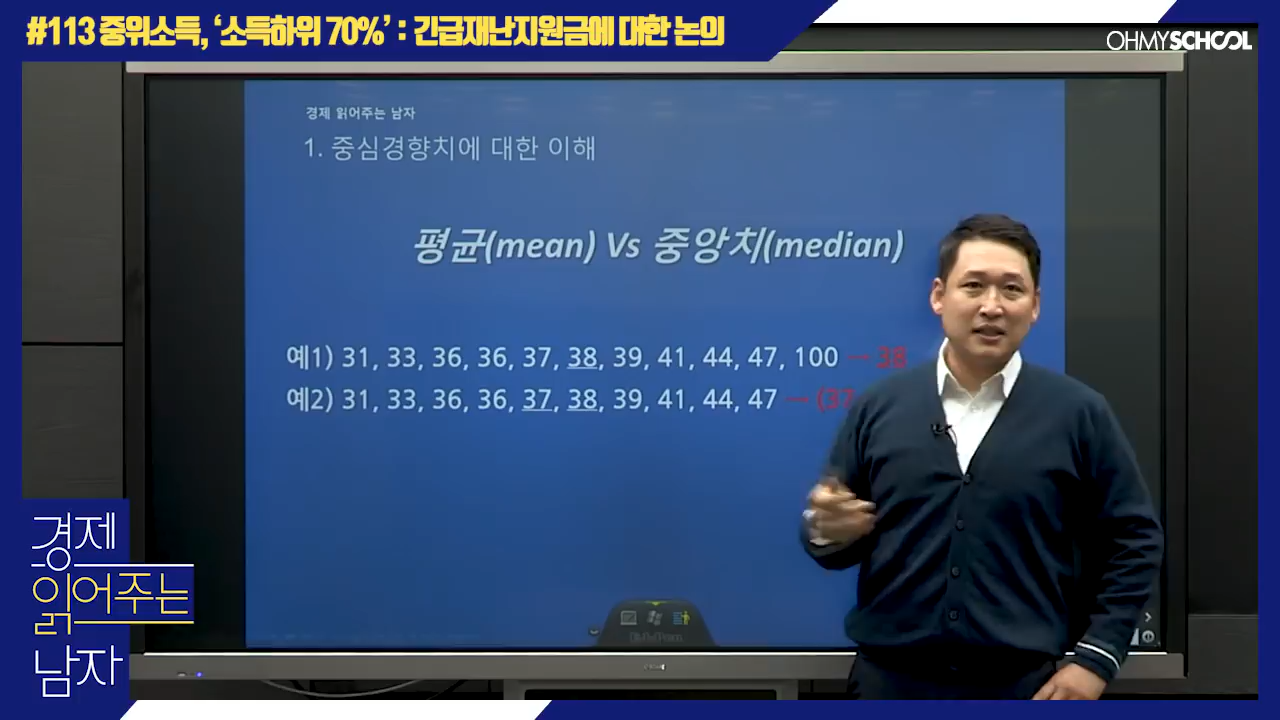 #113 중위소득, ‘소득하위 70%’ : 긴급재난지원금에 대한 논의
OHMYSCHOOL
경제 읽어주는 남자
1. 중심경향치에 대한 이해
평균(mean) Vs 중앙치(median)
예1) 31, 33, 36, 36, 37, 38, 39, 41, 44, 47, 100 → 38
예2) 31, 33, 36, 36, 37, 38, 39, 41, 44, 47 → (37
경제
읽어주는
남자